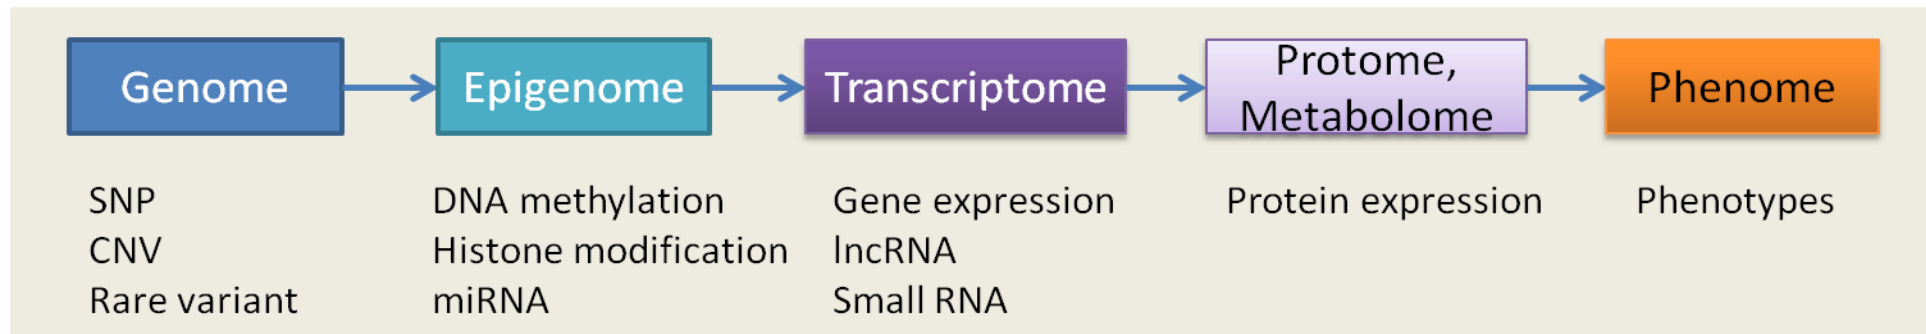 Genome
Epigenome
Transcriptome
Protome,
Metabolome
Phenome
SNP
CNV
Rare variant
DNA methylation
Histone modification
miRNA
Gene expression
lncRNA
Small RNA
Protein expression
Phenotypes